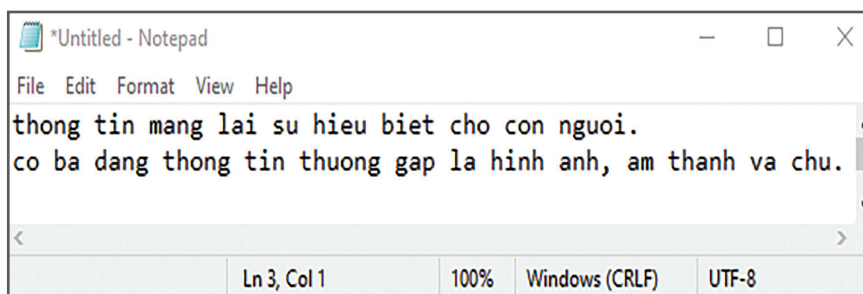 *Untitled - Notepad
File Edit Format View Help
thong tin mang lai su hieu biet cho con nguoi.
co ba dang thong tin thuong gap la hinh anh, am thanh va chu.
Ln 3, Col 1 100% Windows (CRLF) UTF-8